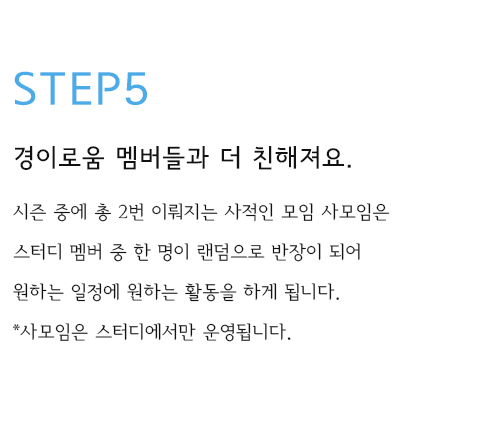 STEP5
경이로움 멤버들과 더 친해져요.
시즌 중에 총 2번 이뤄지는 사적인 모임 사모임은
스터디 멤버 중 한 명이 랜덤으로 반장이 되어
원하는 일정에 원하는 활동을 하게 됩니다.
*사모임은 스터디에서만 운영됩니다.